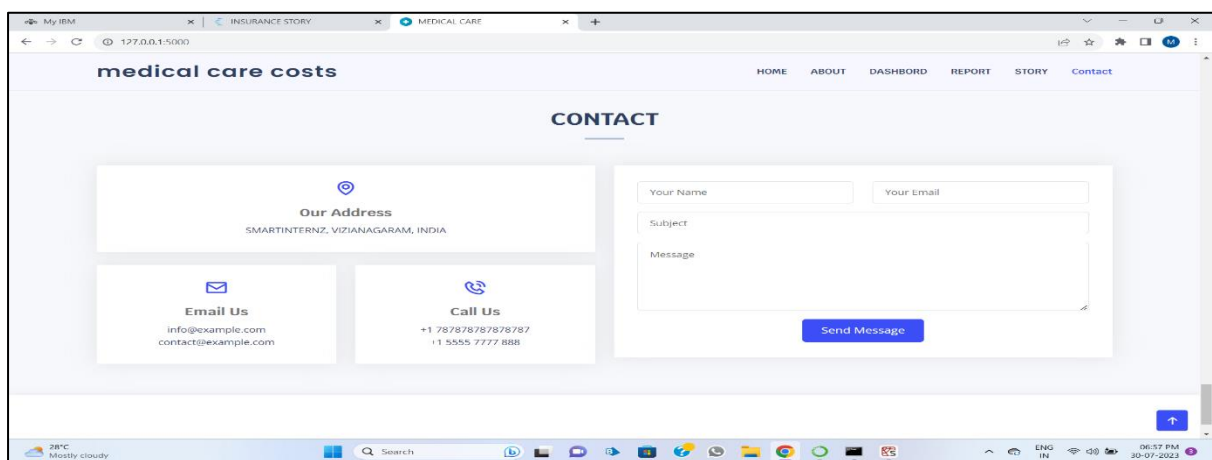 My IBM
INSURANCE STORY
MEDICAL CARE
127.0.0.1:5000
M
medical care costs
HOME ABOUT DASHBORD REPORT STORY Contact
CONTACT
Our Address
SMARTINTERNZ, VIZIANAGARAM, INDIA
Email Us
info@example.com
contact@example.com
Call Us
+1 787878787878787
+1 5555 7777 888
Your Name
Your Email
Subject
Message
Send Message
28°C
Mostly cloudy
Search
ENG
IN
06:57 PM
30-07-2023